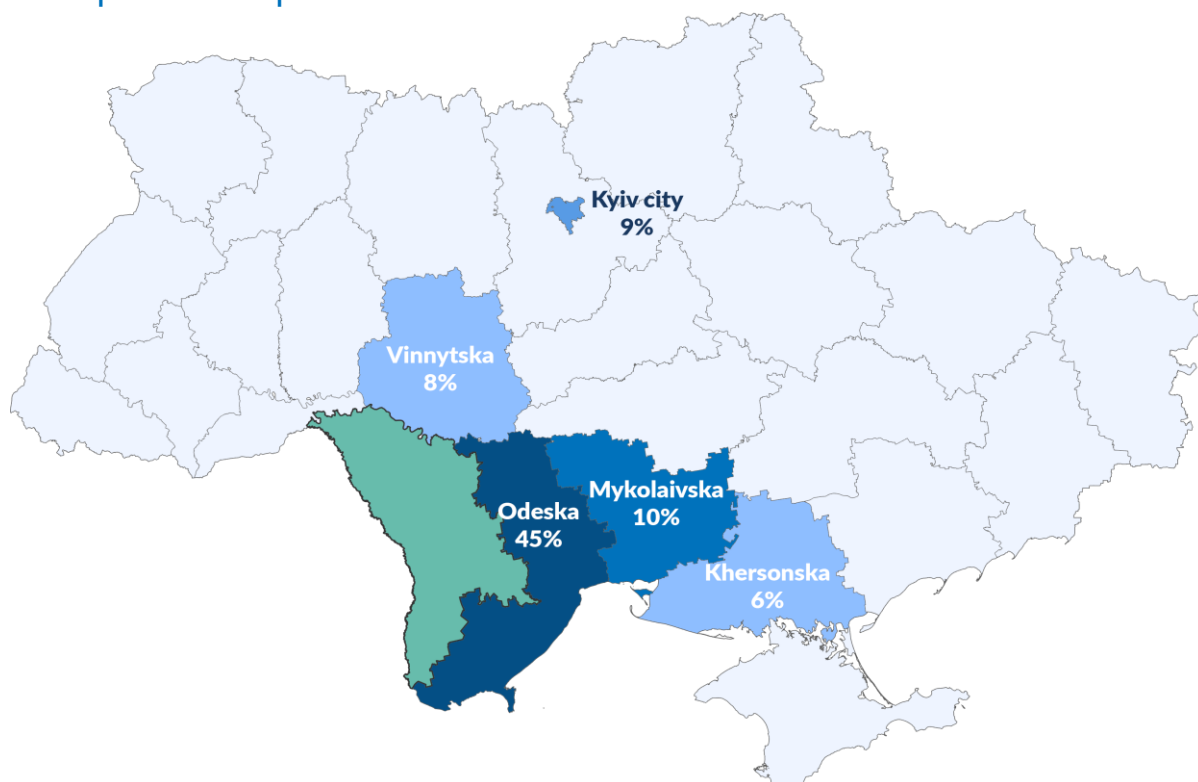 Kyiv city
9%
Vinnytska
8%
Odeska
45%
Mykolaivska
10%
Khersonska
6%